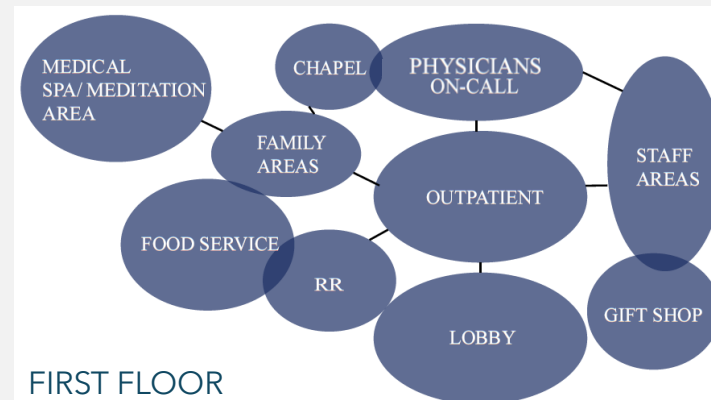 MEDICAL
SPA/ MEDITATION
AREA
CHAPEL
PHYSICIANS
ON-CALL
FAMILY
AREAS
STAFF
AREAS
OUTPATIENT
FOOD SERVICE
RR
GIFT SHOP
LOBBY
FIRST FLOOR